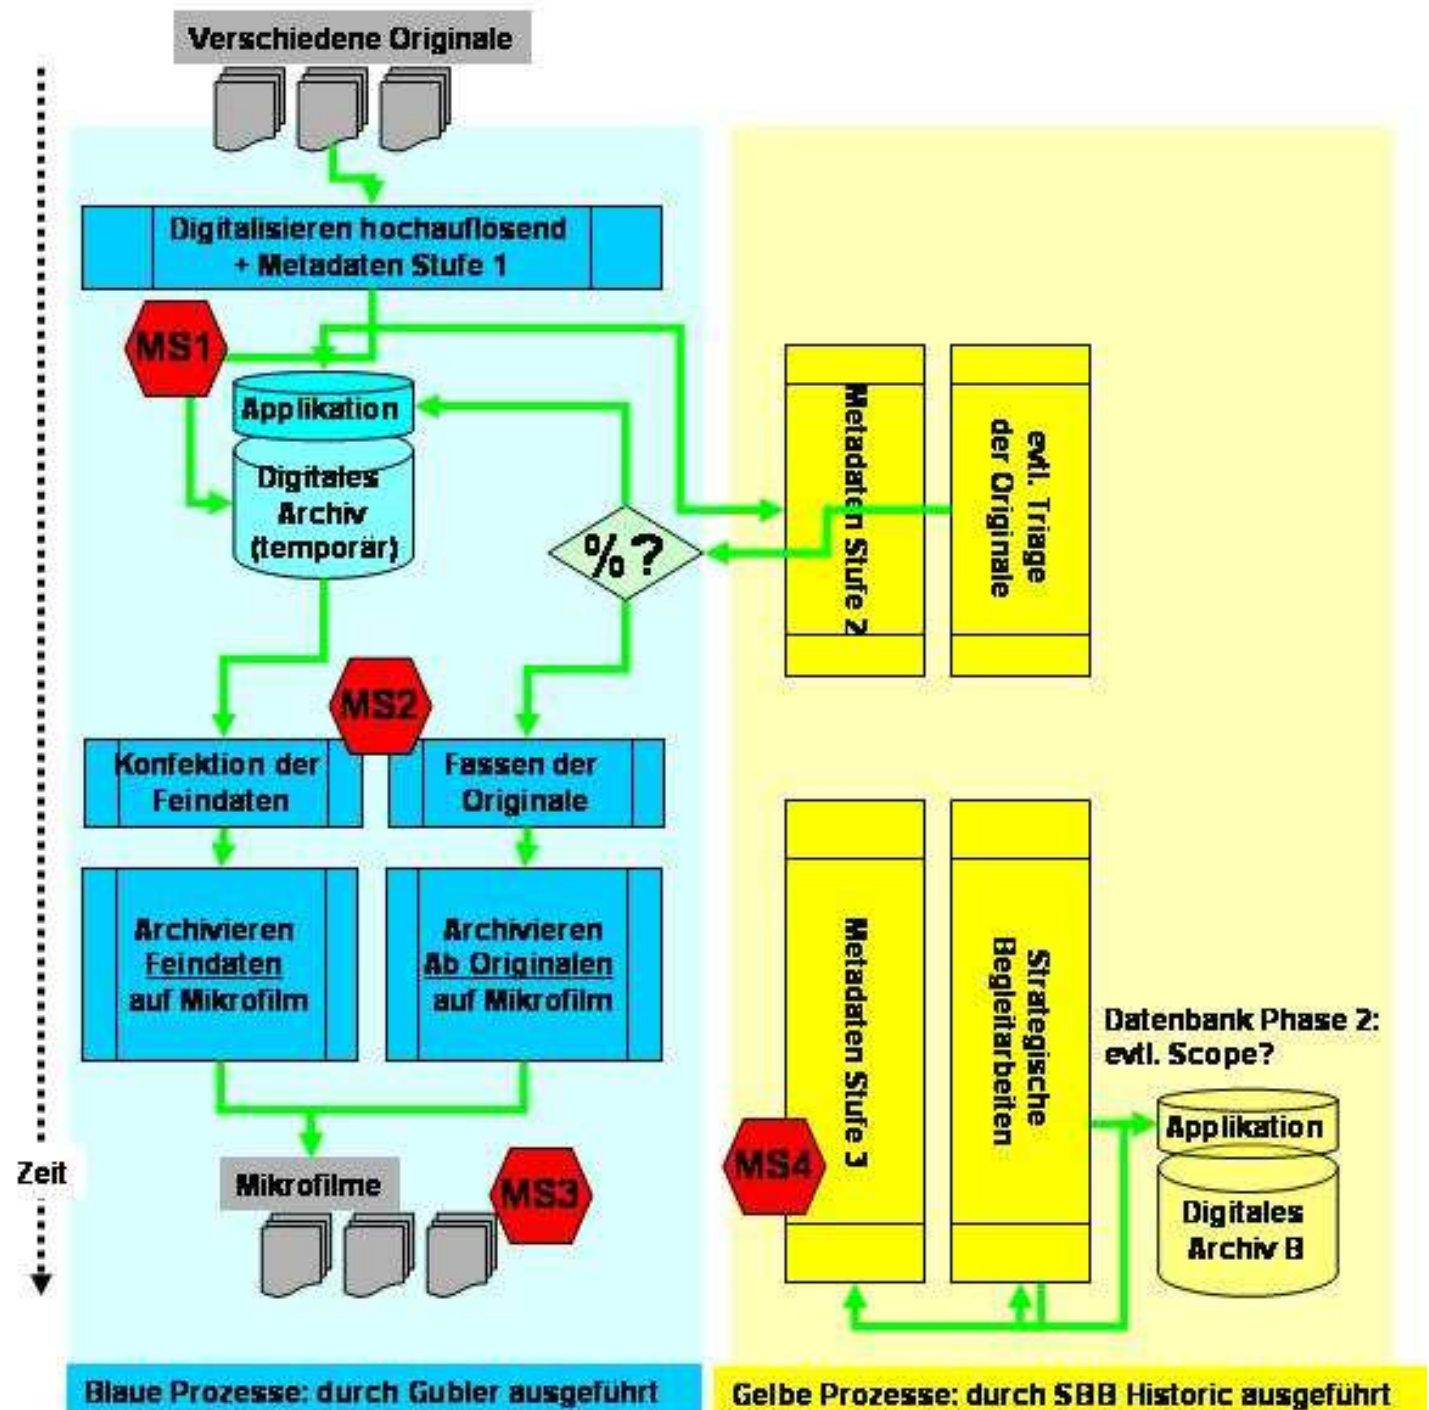 Verschiedene Originale
Digitalisieren hochauflösend
+ Metadaten Stufe 1
MS1
Applikation
Digitales
Archiv
(temporär)
%?
Metadaten Stufe 2
evtl. Triage
der Originale
MS2
Konfektion der
Feindaten
Fassen der
Originale
Archivieren
Feindaten
auf Mikrofilm
Archivieren
Ab Originalen
auf Mikrofilm
Metadaten Stufe 3
Strategische
Begleitarbeiten
Datenbank Phase 2:
evtl. Scope?
Applikation
Digitales
Archiv B
MS4
Zeit
Mikrofilme
MS3
Blaue Prozesse: durch Gubler ausgeführt
Gelbe Prozesse: durch SBB Historic ausgeführt